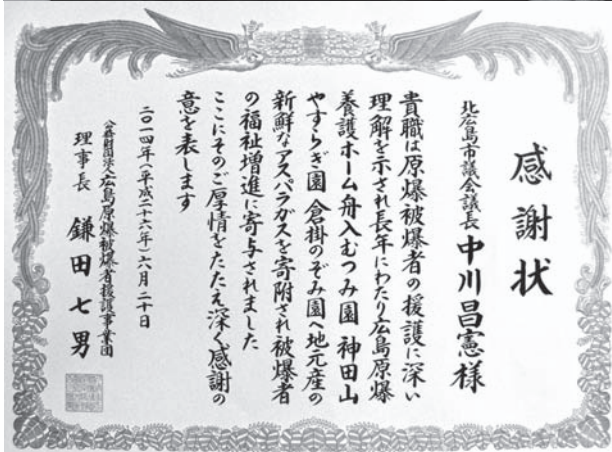 感謝状
北広島市議会議長 中川昌憲様
貴職は原爆被爆者の援護に深い
理解を示され長年にわたり広島原爆
養護ホーム舟入むつみ園 神田山
やすらぎ園 倉掛のぞみ園へ地元産の
新鮮なアスパラガスを寄附され被爆者
の福祉増進に寄与されました
ここにそのご厚情をたたえ深く感謝の
意を表します
二〇一四年(平成二十六年)六月二十日
公益財団法人広島原爆被爆者援護事業団
理事長 鎌田七男